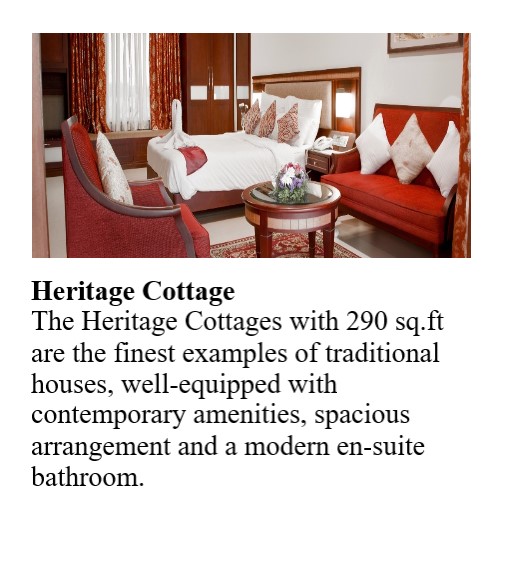 Heritage Cottage
The Heritage Cottages with 290 sq.ft
are the finest examples of traditional
houses, well-equipped with
contemporary amenities, spacious
arrangement and a modern en-suite
bathroom.